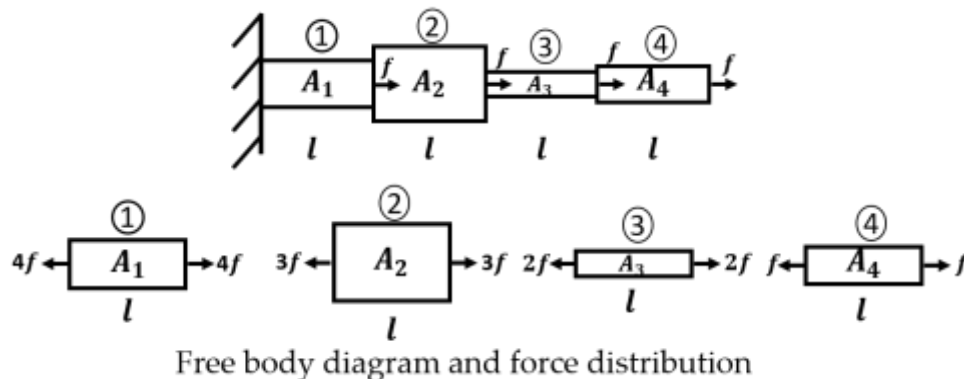 ① ② ③ ④
f f f f
A₁ A₂ A₃ A₄
l l l l
① ② ③ ④
4f A₁ 4f 3f A₂ 3f 2f A₃ 2f f A₄ f
l l l l
Free body diagram and force distribution